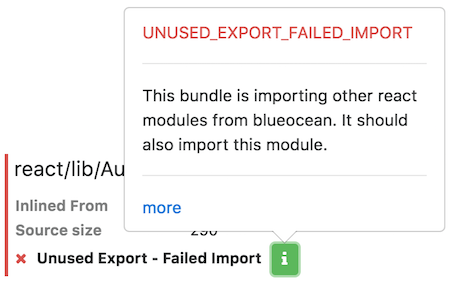 UNUSED_EXPORT_FAILED_IMPORT
This bundle is importing other react
modules from blueocean. It should
also import this module.
more
react/lib/Au
Inlined From
Source size
Unused Export - Failed Import
i